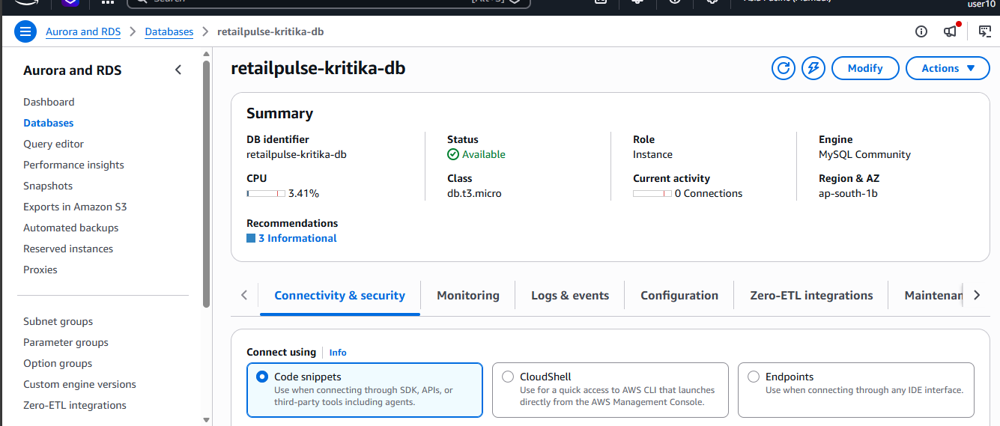 user10
Aurora and RDS > Databases > retailpulse-kritika-db
Aurora and RDS
Dashboard
Databases
Query editor
Performance insights
Snapshots
Exports in Amazon S3
Automated backups
Reserved instances
Proxies
Subnet groups
Parameter groups
Option groups
Custom engine versions
Zero-ETL integrations
retailpulse-kritika-db
Modify
Actions
Summary
DB identifier
retailpulse-kritika-db
Status
Available
Role
Instance
Engine
MySQL Community
CPU
3.41%
Class
db.t3.micro
Current activity
0 Connections
Region & AZ
ap-south-1b
Recommendations
3 Informational
Connectivity & security
Monitoring
Logs & events
Configuration
Zero-ETL integrations
Maintenan
Connect using
Info
Code snippets
Use when connecting through SDK, APIs, or
third-party tools including agents.
CloudShell
Use for a quick access to AWS CLI that launches
directly from the AWS Management Console.
Endpoints
Use when connecting through any IDE interface.